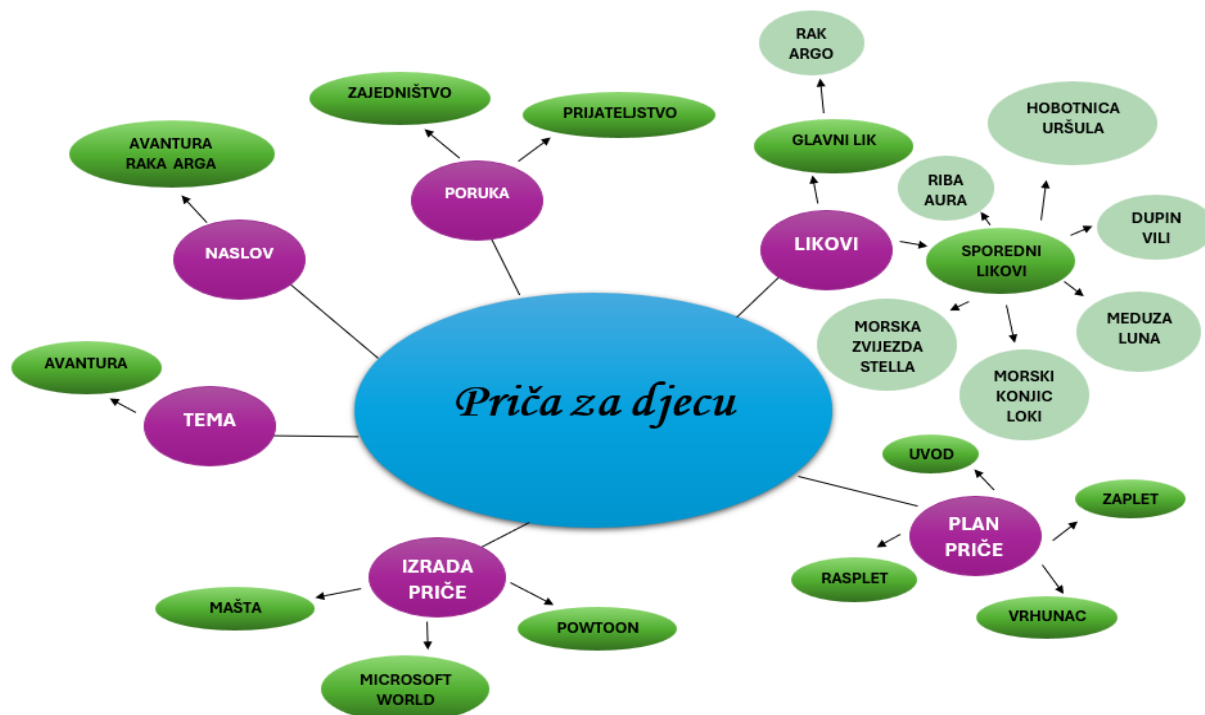 RAK
ARGO
ZAJEDNIŠTVO
PRIJATELJSTVO
HOBOTNICA
URŠULA
AVANTURA
RAKA ARGA
GLAVNI LIK
PORUKA
RIBA
AURA
NASLOV
LIKOVI
SPOREDNI
LIKOVI
DUPIN
VILI
MORSKA
ZVIJEZDA
STELLA
MEDUZA
LUNA
AVANTURA
TEMA
Priča za djecu
MORSKI
KONJIC
LOKI
UVOD
ZAPLET
PLAN
PRIČE
RASPLET
VRHUNAC
IZRADA
PRIČE
MAŠTA
POWTOON
MICROSOFT
WORLD